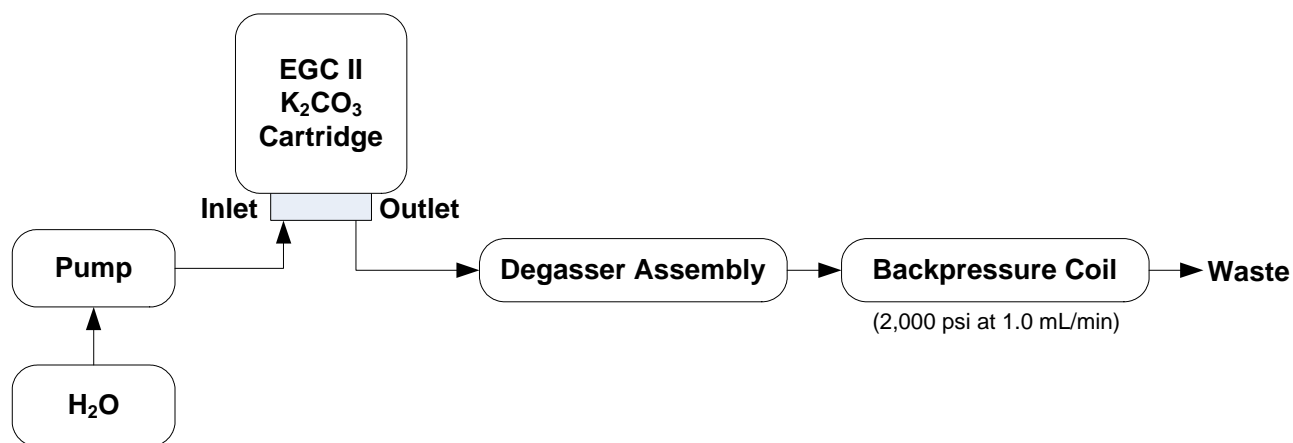 EGC II
K₂CO₃
Cartridge
Inlet
Outlet
Pump
Degasser Assembly
Backpressure Coil
Waste
(2,000 psi at 1.0 mL/min)
H₂O